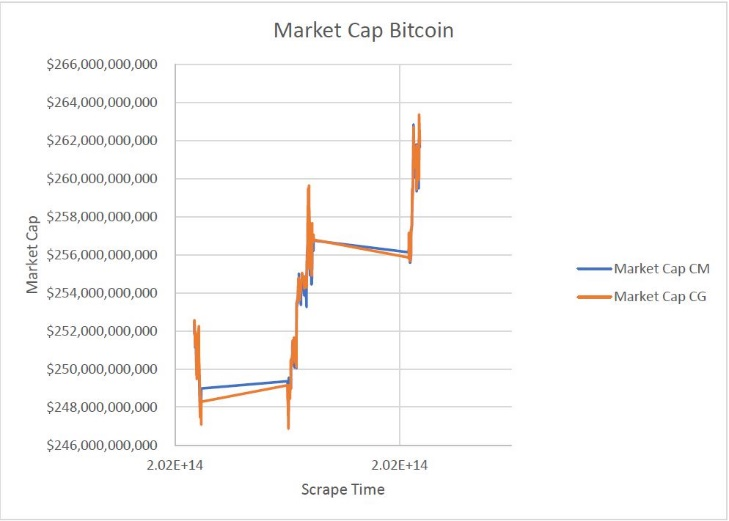 Market Cap Bitcoin
$266,000,000,000
$264,000,000,000
$262,000,000,000
$260,000,000,000
$258,000,000,000
$256,000,000,000
$254,000,000,000
$252,000,000,000
$250,000,000,000
$248,000,000,000
$246,000,000,000
Market Cap
Market Cap CM
Market Cap CG
2.02E+14 2.02E+14
Scrape Time